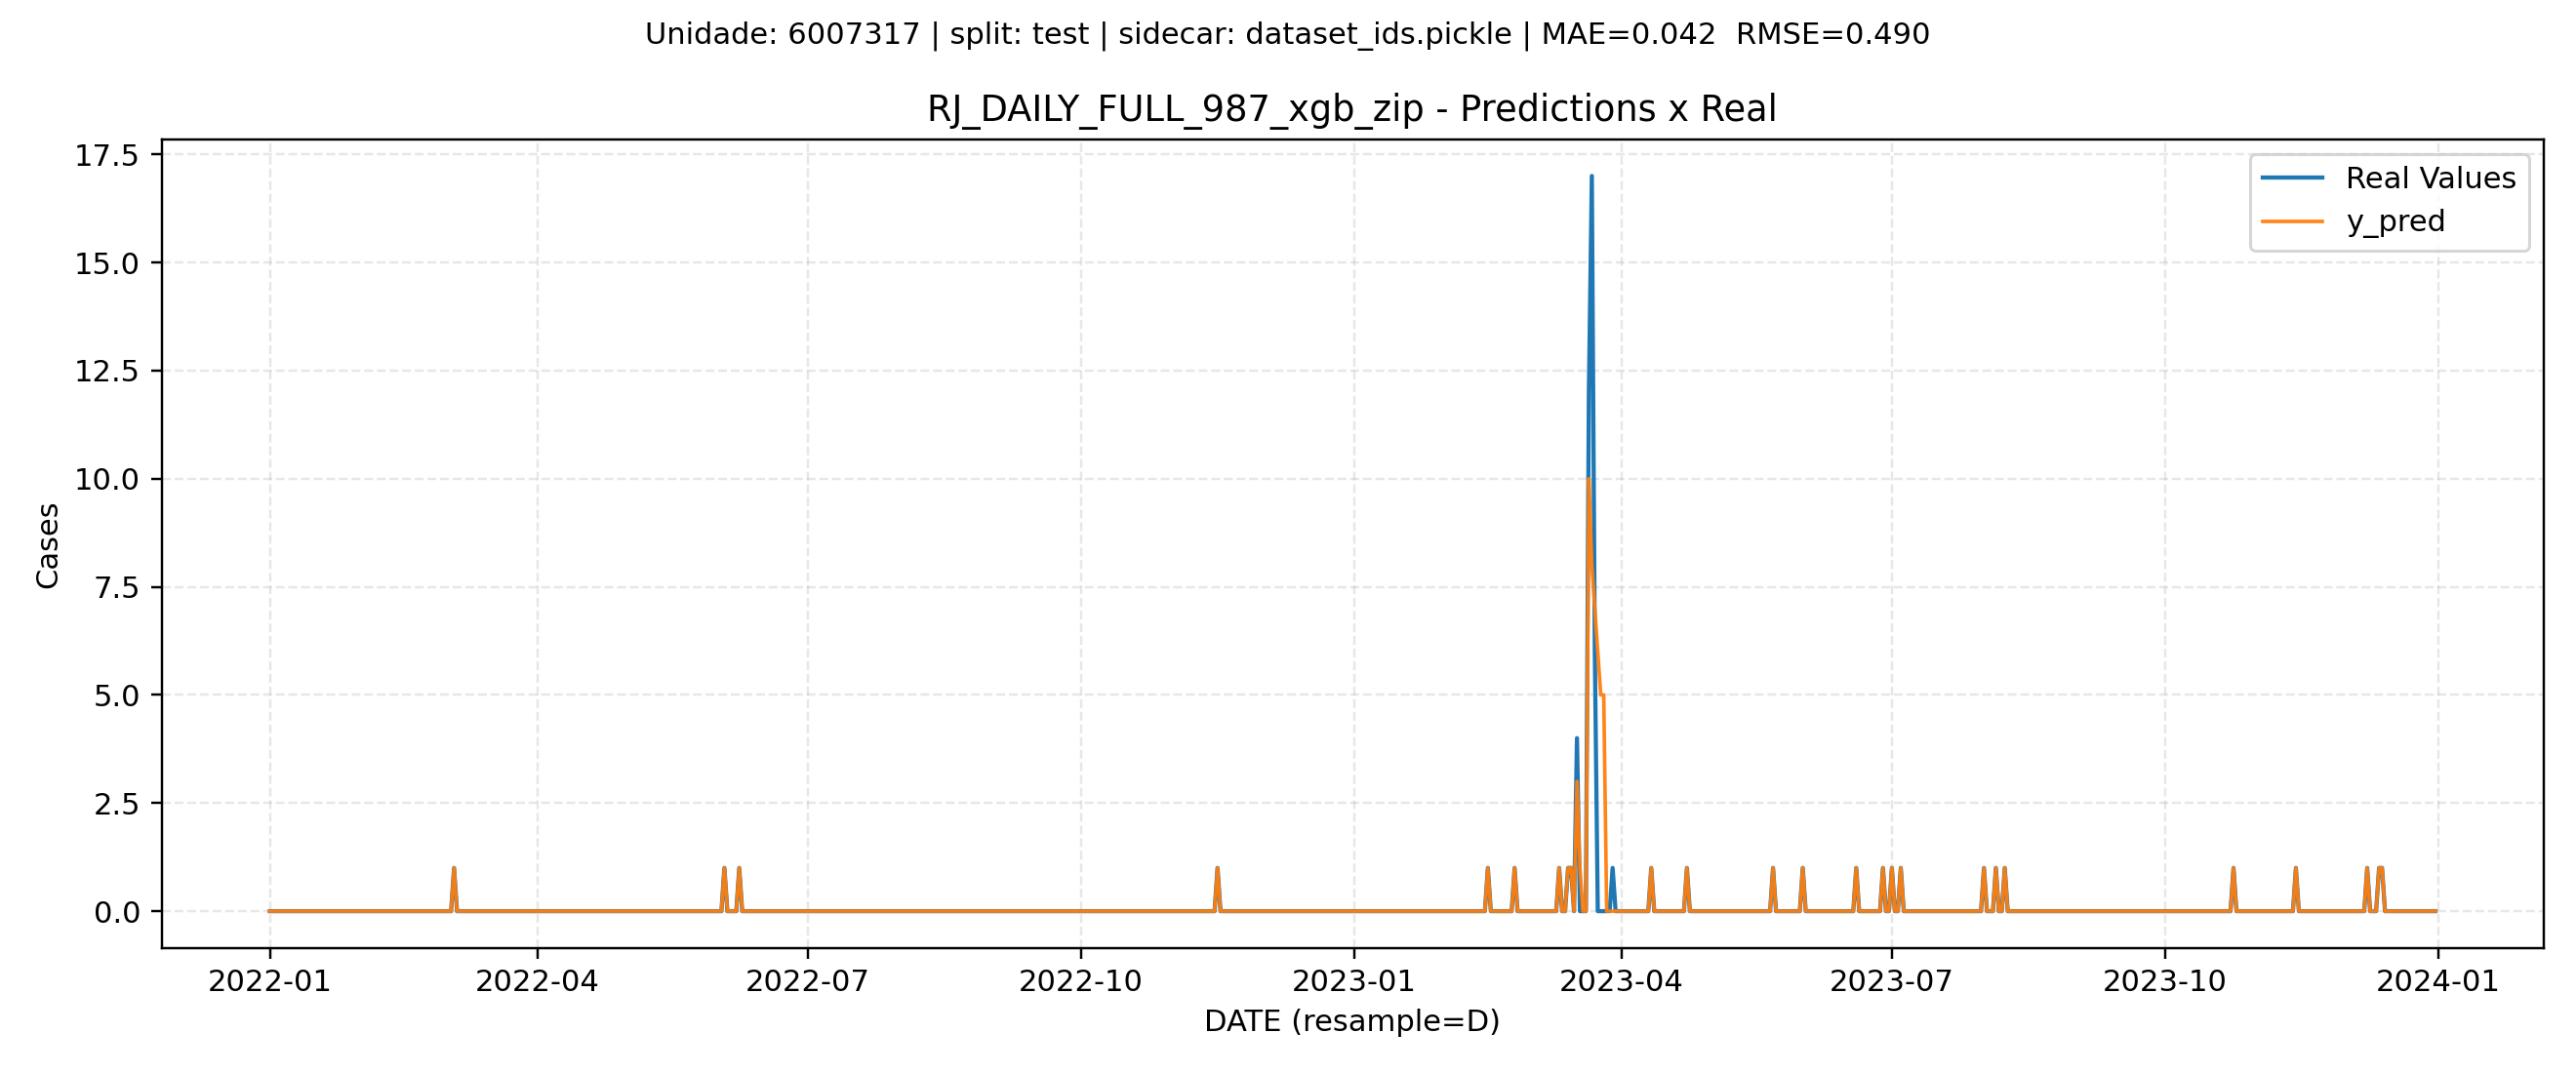 Unidade: 6007317 | split: test | sidecar: dataset_ids.pickle | MAE=0.042  RMSE=0.490
RJ_DAILY_FULL_987_xgb_zip - Predictions x Real
Real Values
y_pred
17.5
15.0
12.5
10.0
7.5
5.0
2.5
0.0
Cases
2022-01 2022-04 2022-07 2022-10 2023-01 2023-04 2023-07 2023-10 2024-01
DATE (resample=D)